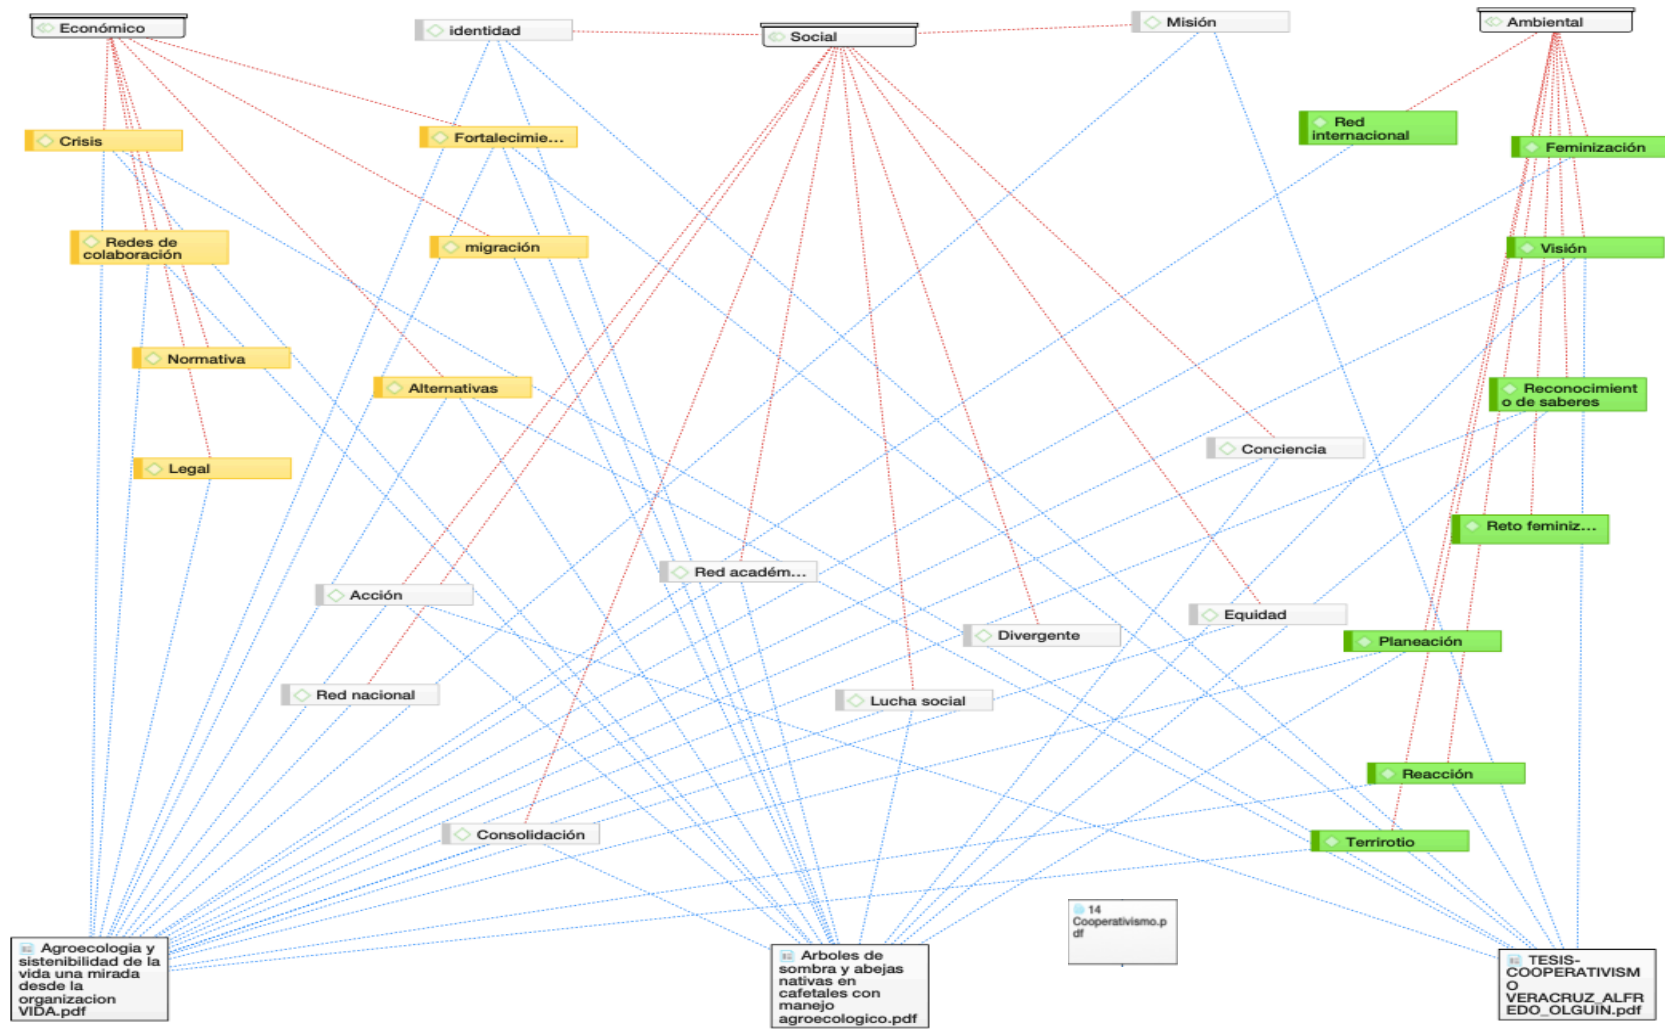 Económico
identidad
Social
Misión
Ambiental
Crisis
Fortalecimie...
Red
internacional
Feminización
Redes de
colaboración
migración
Visión
Normativa
Alternativas
Reconocimient
o de saberes
Legal
Conciencia
Reto feminiz...
Acción
Red académ...
Divergente
Equidad
Planeación
Red nacional
Lucha social
Reacción
Consolidación
Terrirotio
Agroecologia y
sistenibilidad de la
vida una mirada
desde la
organizacion
VIDA.pdf
Arboles de
sombra y abejas
nativas en
cafetales con
manejo
agroecologico.pdf
14
Cooperativismo.p
df
TESIS-
COOPERATIVISM
O
VERACRUZ_ALFR
EDO_OLGUIN.pdf